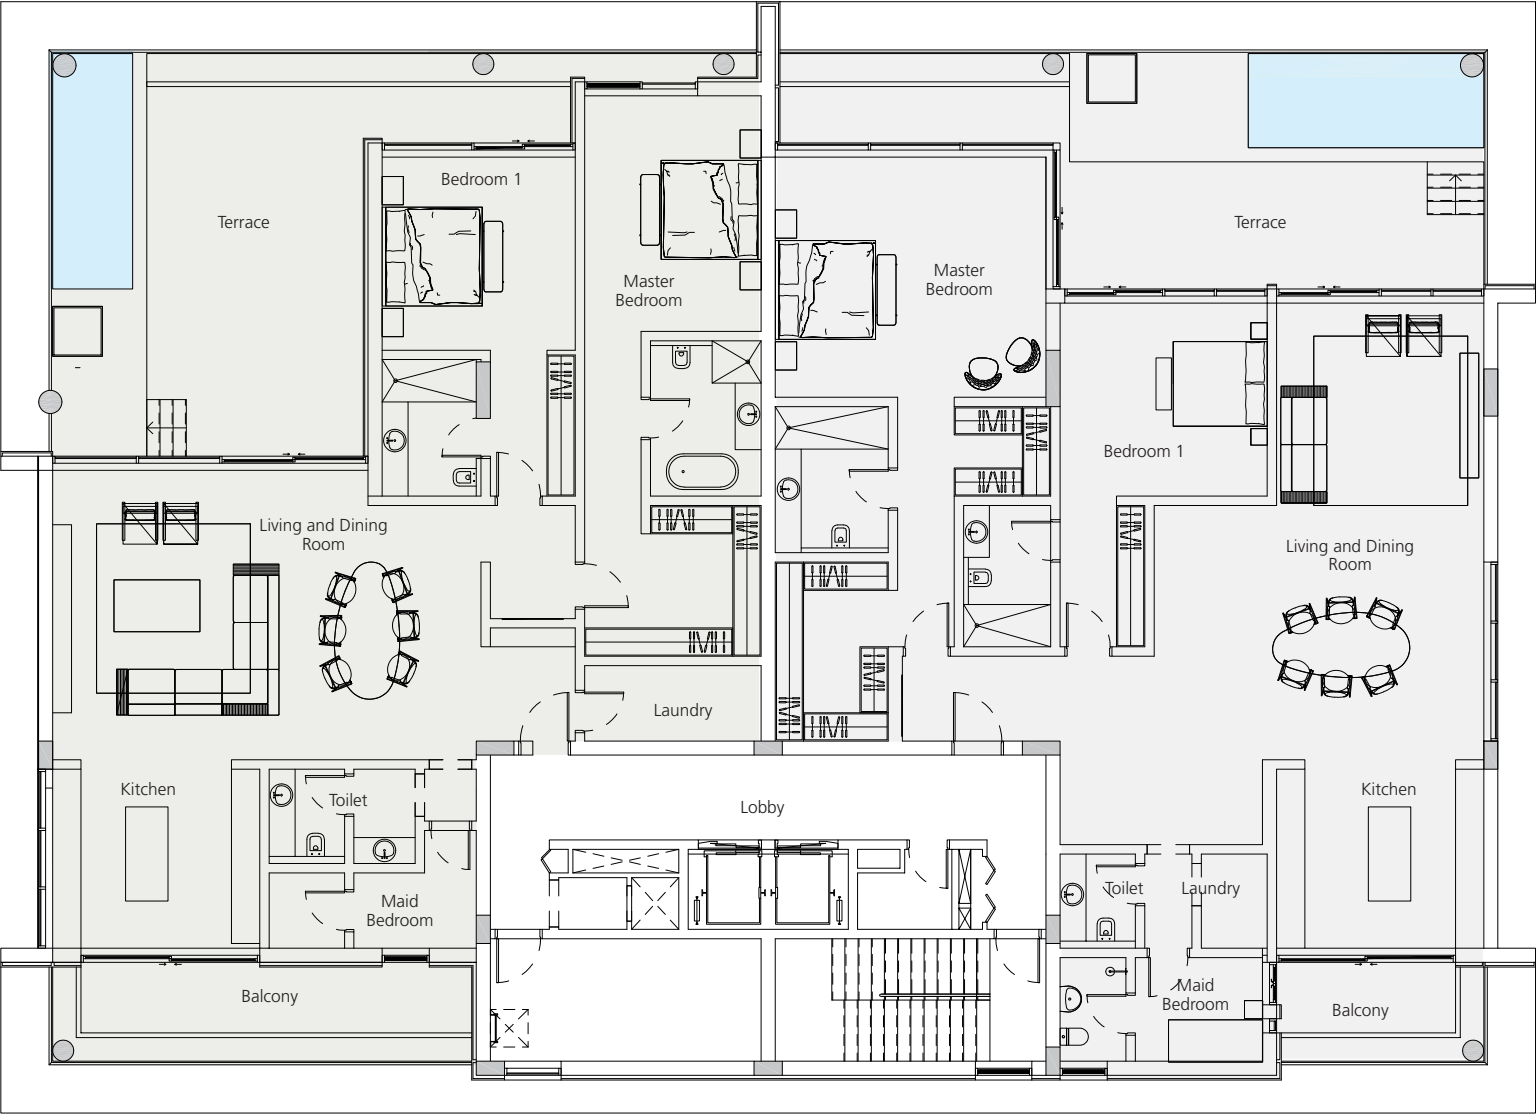 Bedroom 1
Terrace
Master
Bedroom
Living and Dining
Room
Laundry
Kitchen
Toilet
Maid
Bedroom
Balcony
Lobby
Terrace
Master
Bedroom
Bedroom 1
Living and Dining
Room
Kitchen
Toilet
Laundry
Maid
Bedroom
Balcony